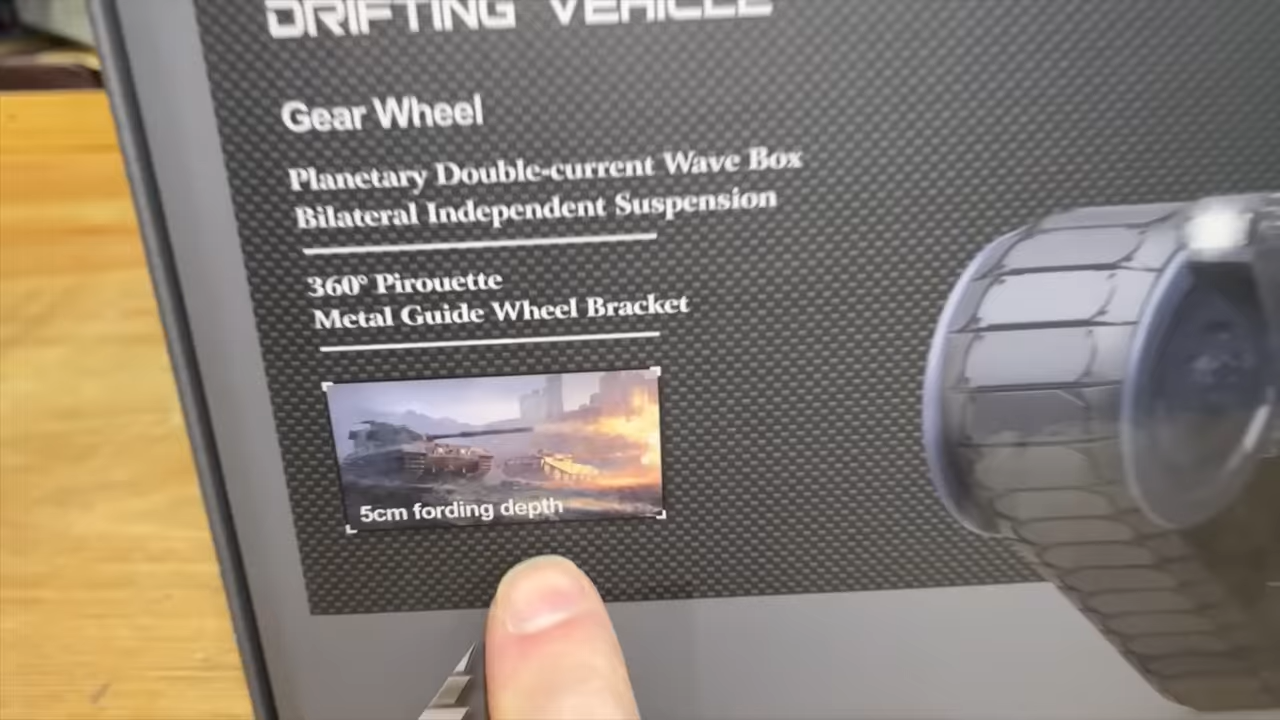 DRIFTING VEHICLE
Gear Wheel
Planetary Double-current Wave Box
Bilateral Independent Suspension
360° Pirouette
Metal Guide Wheel Bracket
5cm fording depth